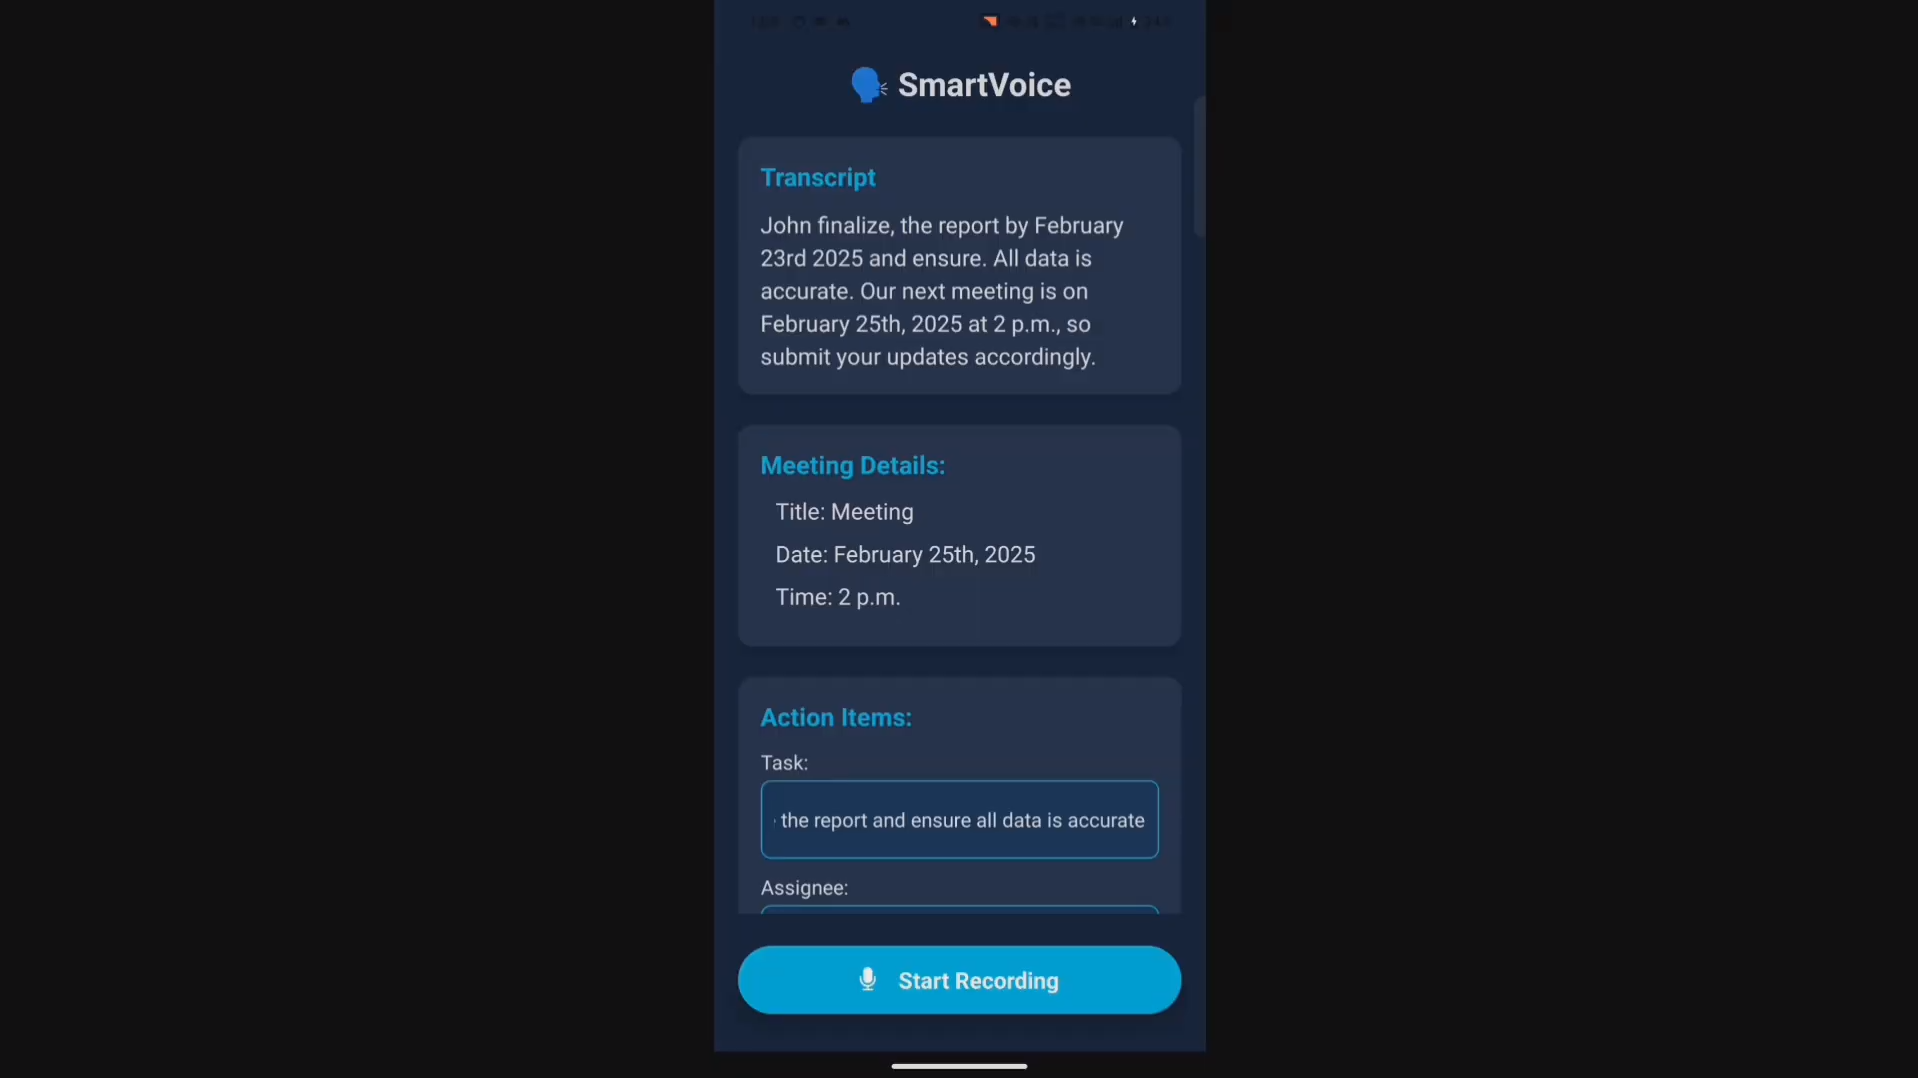 SmartVoice
Transcript
John finalize, the report by February
23rd 2025 and ensure. All data is
accurate. Our next meeting is on
February 25th, 2025 at 2 p.m., so
submit your updates accordingly.
Meeting Details:
Title: Meeting
Date: February 25th, 2025
Time: 2 p.m.
Action Items:
Task:
the report and ensure all data is accurate
Assignee:
Start Recording